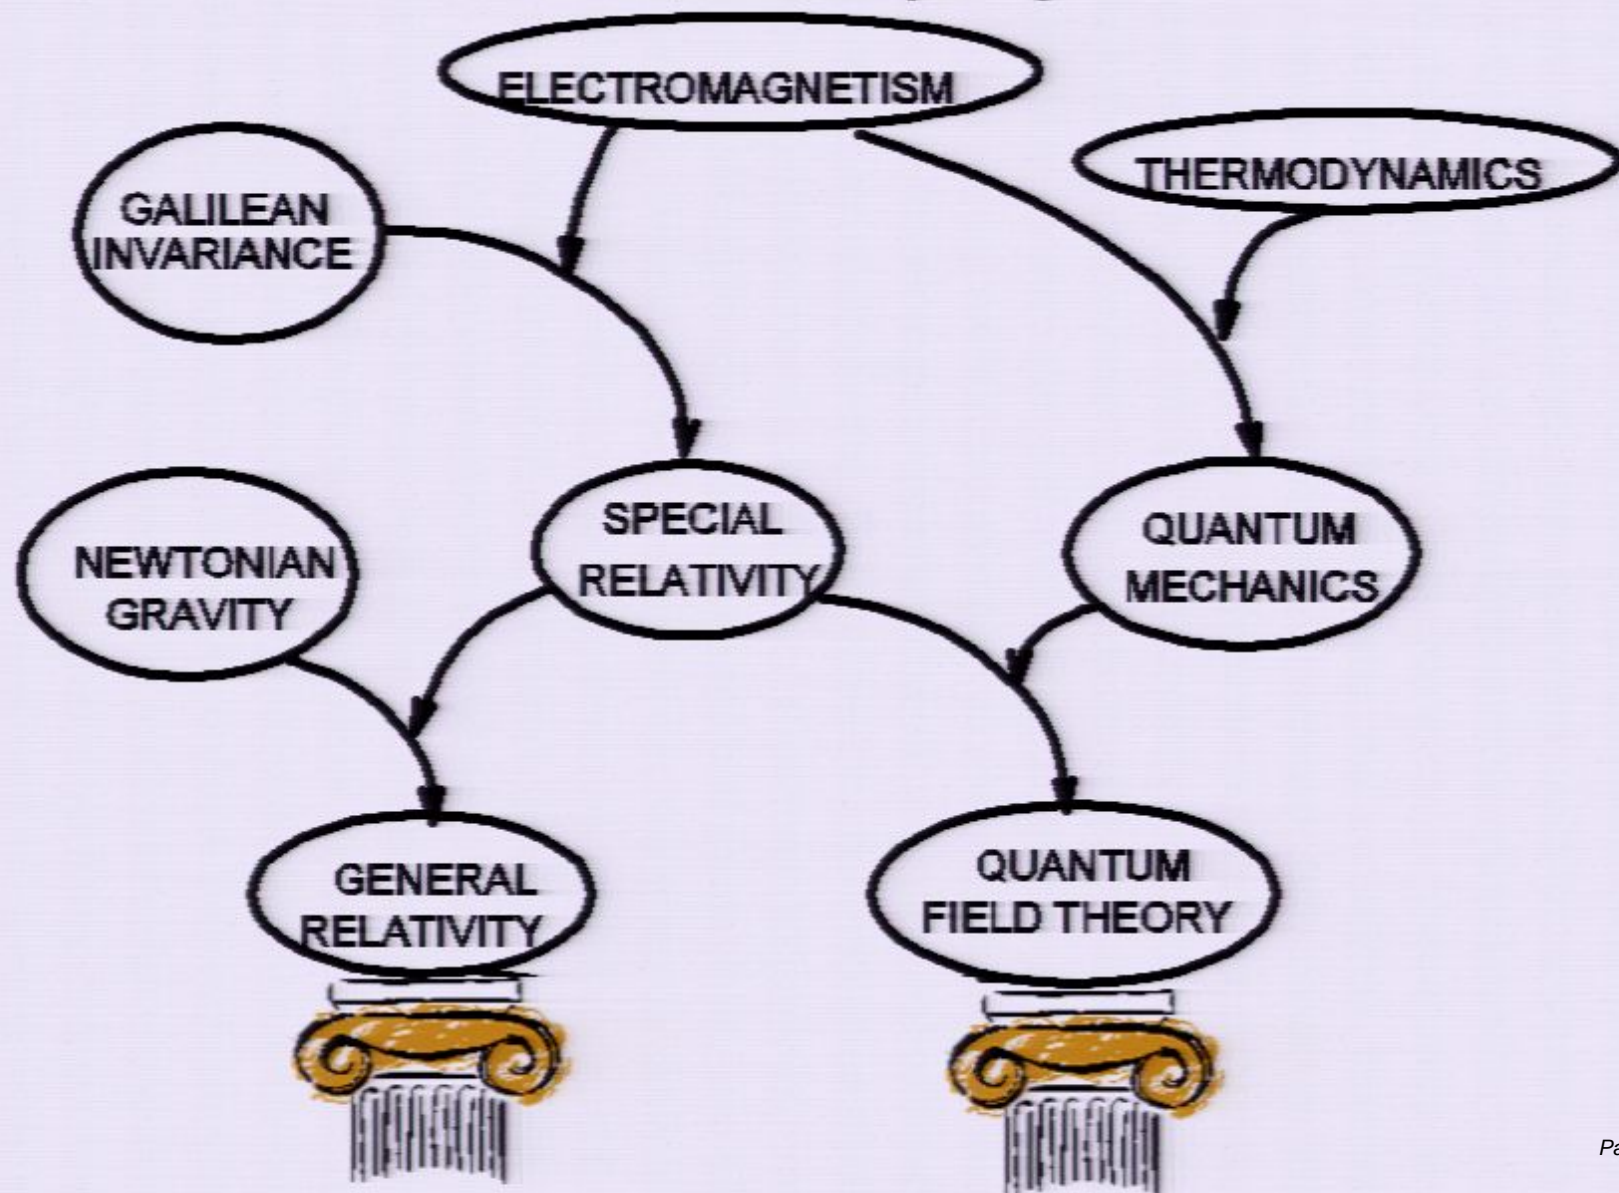 ELECTROMAGNETISM
THERMODYNAMICS
GALILEAN
INVARIANCE
SPECIAL
RELATIVITY
QUANTUM
MECHANICS
NEWTONIAN
GRAVITY
GENERAL
RELATIVITY
QUANTUM
FIELD THEORY